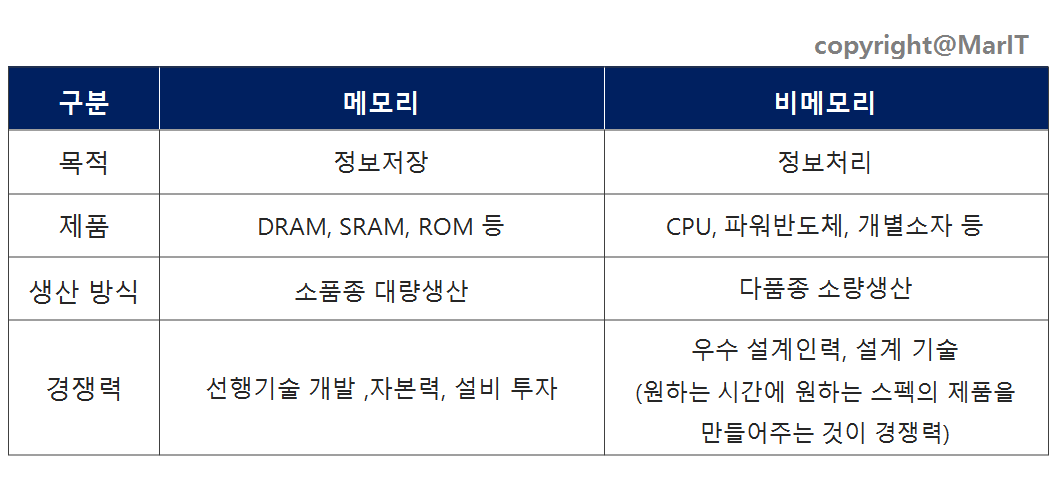 copyright@MarIT
구분 메모리 비메모리
목적 정보저장 정보처리
제품 DRAM, SRAM, ROM 등 CPU, 파워반도체, 개별소자 등
생산 방식 소품종 대량생산 다품종 소량생산
경쟁력 선행기술 개발 ,자본력, 설비 투자 우수 설계인력, 설계 기술
(원하는 시간에 원하는 스펙의 제품을
만들어주는 것이 경쟁력)